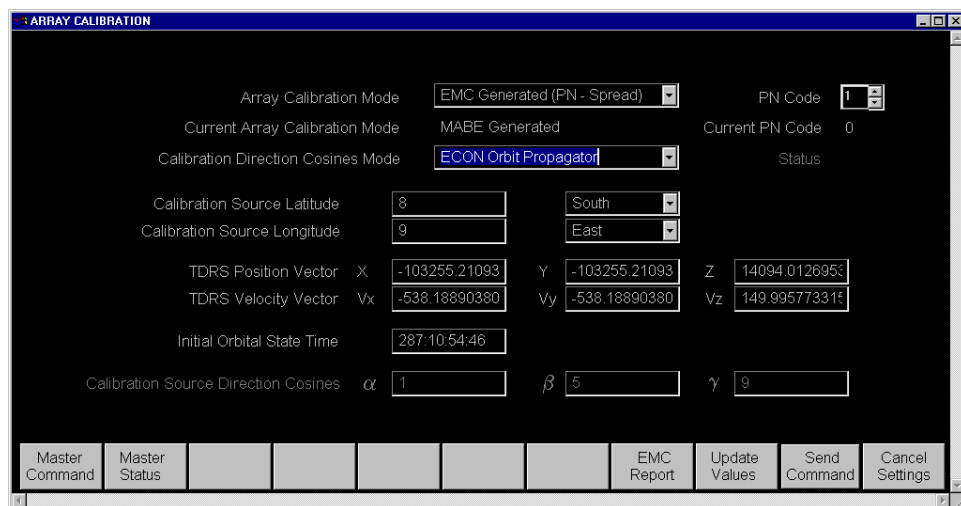 ARRAY CALIBRATION
Array Calibration Mode EMC Generated (PN - Spread) PN Code 1
Current Array Calibration Mode MABE Generated Current PN Code 0
Calibration Direction Cosines Mode ECON Orbit Propagator Status
Calibration Source Latitude 8 South
Calibration Source Longitude 9 East
TDRS Position Vector X -103255.21093 Y -103255.21093 Z 14094.0126953
TDRS Velocity Vector Vx -538.18890380 Vy -538.18890380 Vz 149.995773315
Initial Orbital State Time 287:10:54:46
Calibration Source Direction Cosines α 1 β 5 γ 9
Master Command Master Status EMC Report Update Values Send Command Cancel Settings